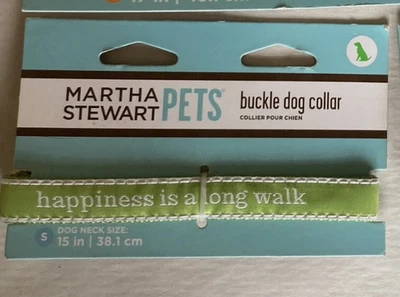 MARTHA
STEWART PETS
buckle dog collar
COLLIER POUR CHIEN
happiness is a long walk
S
DOG NECK SIZE:
15 in | 38.1 cm